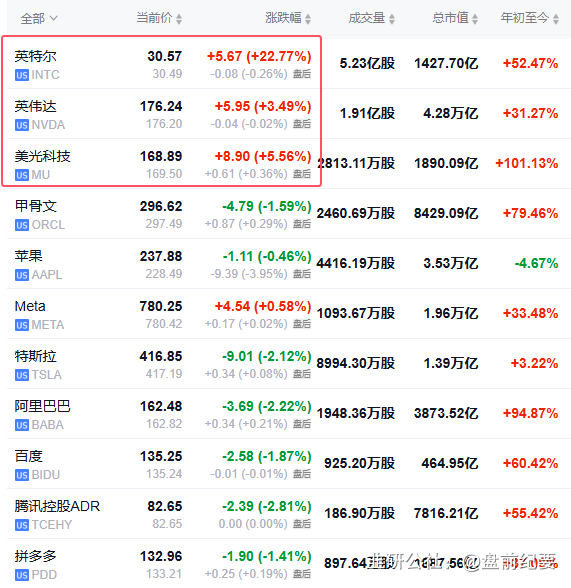 全部 当前价 涨跌幅 成交量 总市值 年初至今
英特尔 30.57 +5.67 (+22.77%) 5.23亿股 1427.70亿 +52.47%
US INTC 30.49 -0.08 (-0.26%) 盘后
英伟达 176.24 +5.95 (+3.49%) 1.91亿股 4.28万亿 +31.27%
US NVDA 176.20 -0.04 (-0.02%) 盘后
美光科技 168.89 +8.90 (+5.56%) 2813.11万股 1890.09亿 +101.13%
US MU 169.50 +0.61 (+0.36%) 盘后
甲骨文 296.62 -4.79 (-1.59%) 2460.69万股 8429.09亿 +79.46%
US ORCL 297.49 +0.87 (+0.29%) 盘后
苹果 237.88 -1.11 (-0.46%) 4416.19万股 3.53万亿 -4.67%
US AAPL 228.49 -9.39 (-3.95%) 盘后
Meta 780.25 +4.54 (+0.58%) 1093.67万股 1.96万亿 +33.48%
US META 780.42 +0.17 (+0.02%) 盘后
特斯拉 416.85 -9.01 (-2.12%) 8994.30万股 1.39万亿 +3.22%
US TSLA 417.19 +0.34 (+0.08%) 盘后
阿里巴巴 162.48 -3.69 (-2.22%) 1948.36万股 3873.52亿 +94.87%
US BABA 162.82 +0.34 (+0.21%) 盘后
百度 135.25 -2.58 (-1.87%) 925.20万股 464.95亿 +60.42%
US BIDU 135.24 -0.01 (-0.01%) 盘后
腾讯控股ADR 82.65 -2.39 (-2.81%) 186.90万股 7816.21亿 +55.42%
US TCEHY 82.65 0.00 (0.00%) 盘后
拼多多 132.96 -1.90 (-1.41%) 897.64万股
US PDD 133.21 +0.25 (+0.19%) 盘后
@盘前纪要